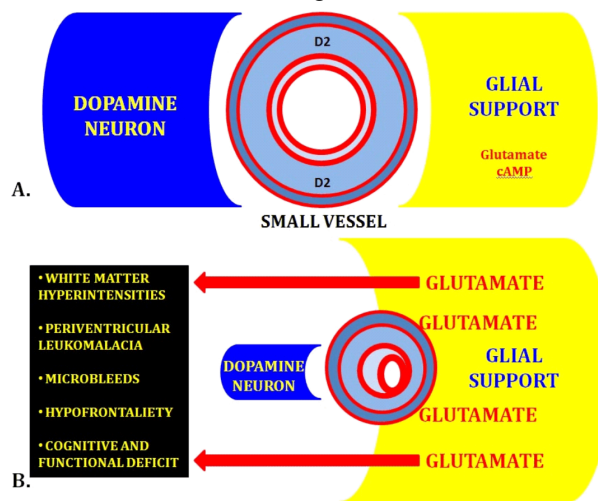 D2
DOPAMINE
NEURON
GLIAL
SUPPORT
Glutamate
cAMP
D2
A.
SMALL VESSEL
• WHITE MATTER
HYPERINTENSITIES
• PERIVENTRICULAR
LEUKOMALACIA
• MICROBLEEDS
• HYPOFRONTALIETY
• COGNITIVE AND
FUNCTIONAL DEFICIT
GLUTAMATE
GLUTAMATE
DOPAMINE
NEURON
GLIAL
SUPPORT
GLUTAMATE
GLUTAMATE
B.